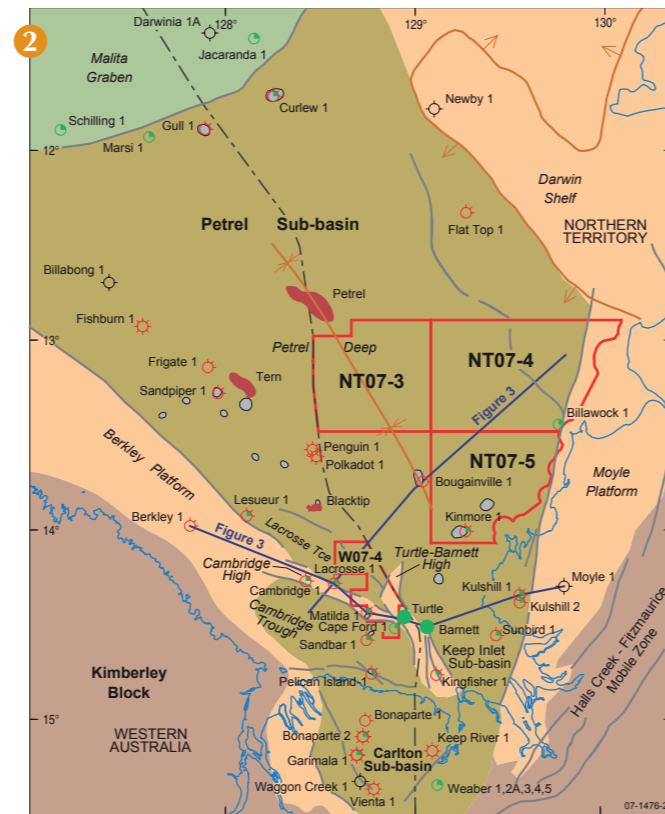 2
128°
129°
130°
Darwinia 1A
Jacaranda 1
Malita
Graben
Curlew 1
Newby 1
Schilling 1
Gull 1
Marsi 1
12°
Darwin
Shelf
NORTHERN
TERRITORY
Petrel Sub-basin
Flat Top 1
Billabong 1
Petrel
Fishburn 1
13°
Petrel
Deep
NT07-3
NT07-4
Frigate 1
Tern
Sandpiper 1
Figure 3
Billawock 1
Berkley Platform
Penguin 1
Polkadot 1
NT07-5
Bougainville 1
Moyle
Platform
Lesueur 1
Blacktip
Berkley 1
Kinmore 1
14°
Figure 3
Lacrosse Tce
W07-4
Turtle-Barnett
High
Cambridge
High
Lacrosse 1
Cambridge 1
Moyle 1
Kulshill 1
Kulshill 2
Cambridge
Trough
Matilda 1
Turtle
Cape Ford 1
Barnett
Sunbird 1
Sandbar 1
Keep Inlet
Sub-basin
Kimberley
Block
Pelican Island 1
Kingfisher 1
Halls Creek - Fitzmaurice
Mobile Zone
15°
WESTERN
AUSTRALIA
Bonaparte 1
Bonaparte 2
Keep River 1
Garimala 1
Carlton
Sub-basin
Waggon Creek 1
Vienta 1
Weaber 1,2A,3,4,5
07-1476-2